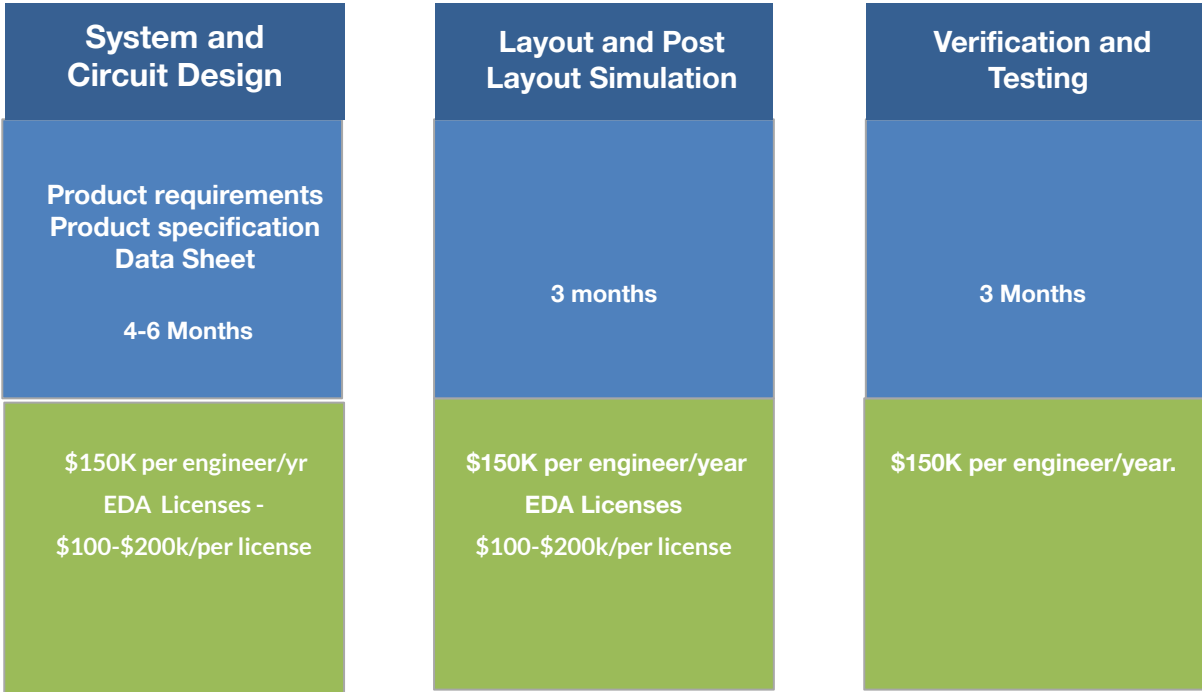 System and
Circuit Design
Product requirements
Product specification
Data Sheet
4-6 Months
$150K per engineer/yr
EDA Licenses -
$100-$200k/per license
Layout and Post
Layout Simulation
3 months
$150K per engineer/year
EDA Licenses
$100-$200k/per license
Verification and
Testing
3 Months
$150K per engineer/year.